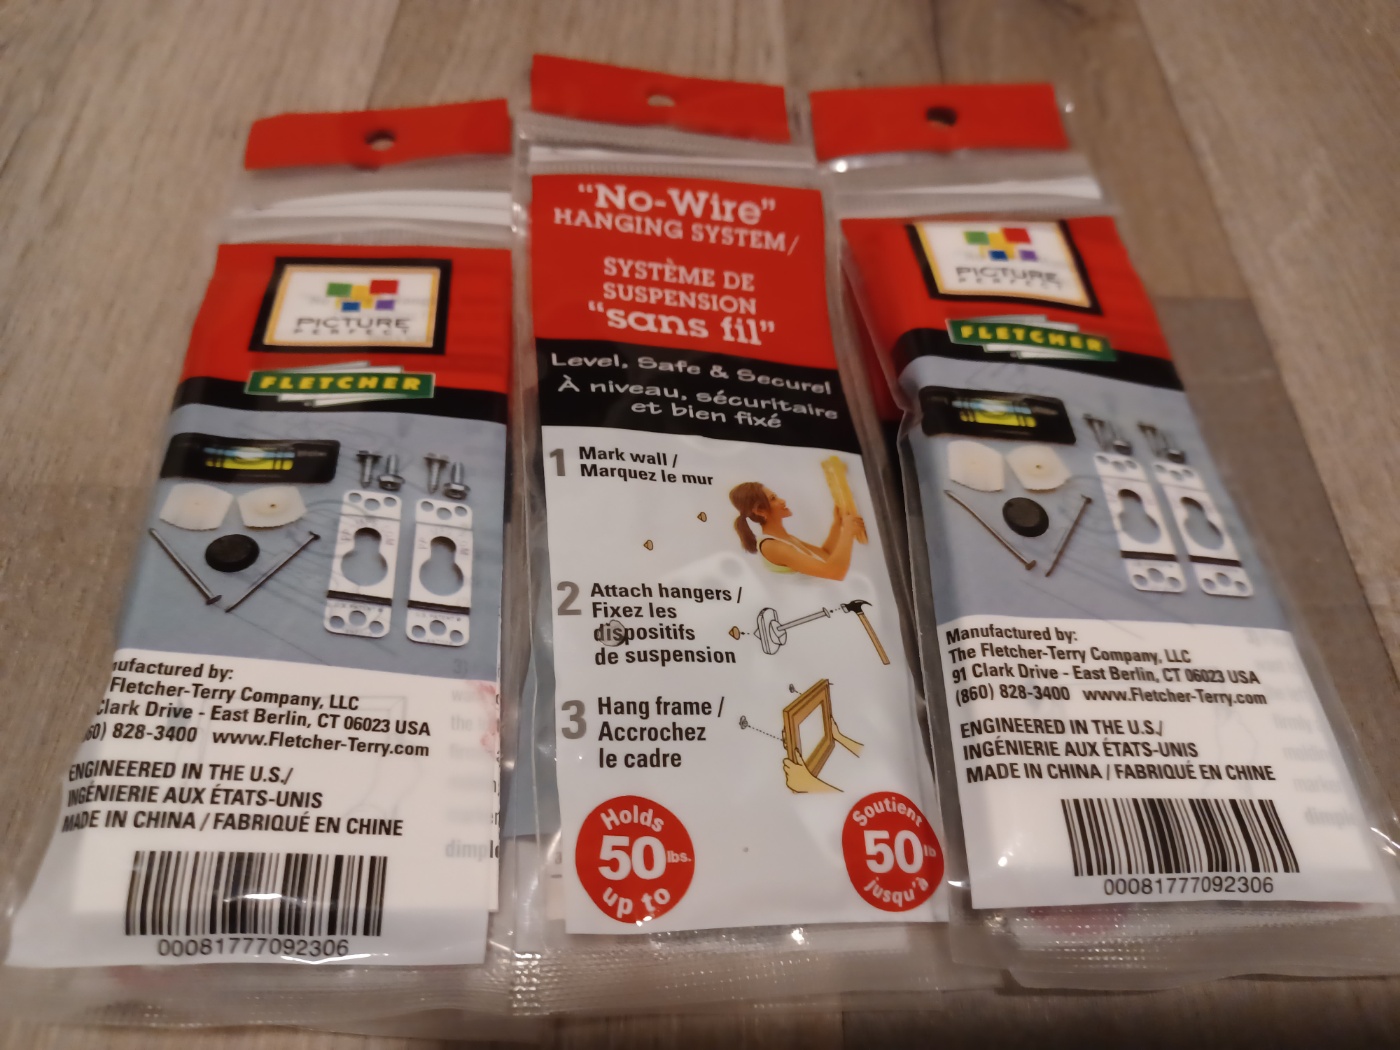 PICTURE
PERFECT
FLETCHER
ufactured by:
Fletcher-Terry Company, LLC
Clark Drive - East Berlin, CT 06023 USA
60) 828-3400 www.Fletcher-Terry.com
ENGINEERED IN THE U.S./
INGÉNIERIE AUX ÉTATS-UNIS
MADE IN CHINA / FABRIQUÉ EN CHINE
00081777092306
"No-Wire"
HANGING SYSTEM/
SYSTÈME DE
SUSPENSION
"sans fil"
Level, Safe & Secure!
À niveau, sécuritaire
et bien fixé
1 Mark wall /
Marquez le mur
2 Attach hangers /
Fixez les
dispositifs
de suspension
3 Hang frame /
Accrochez
le cadre
Holds
50 lbs.
up to
Soutient
50 lb
jusqu'à
PICTURE
PERFECT
FLETCHER
Manufactured by:
The Fletcher-Terry Company, LLC
91 Clark Drive - East Berlin, CT 06023 USA
(860) 828-3400 www.Fletcher-Terry.com
ENGINEERED IN THE U.S./
INGÉNIERIE AUX ÉTATS-UNIS
MADE IN CHINA / FABRIQUÉ EN CHINE
00081777092306